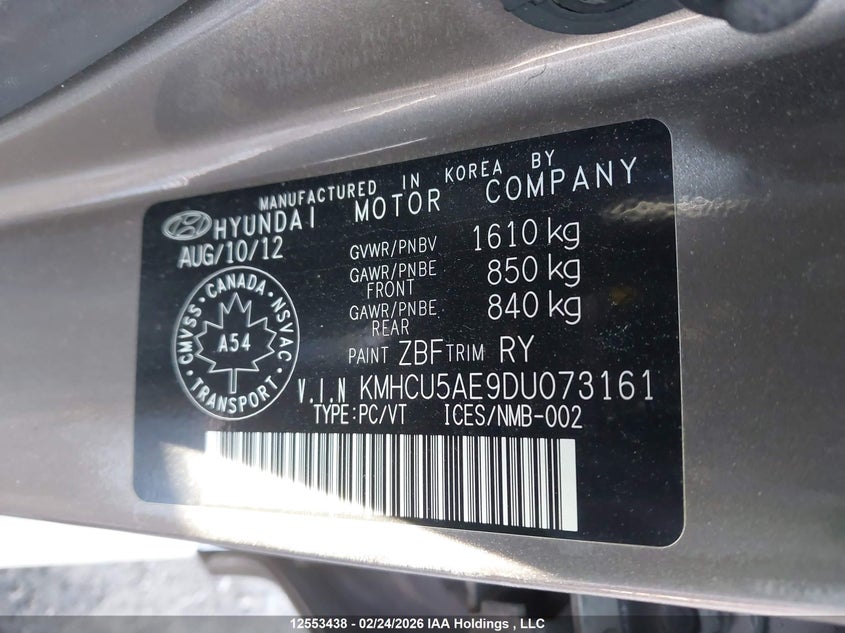 MANUFACTURED IN KOREA BY
HYUNDAI MOTOR COMPANY
AUG/10/12
GVWR/PNBV 1610 kg
GAWR/PNBE FRONT 850 kg
GAWR/PNBE REAR 840 kg
PAINT ZBF TRIM RY
CANADA · NSVAC · TRANSPORT · CMVSS ·
A54
V.I.N KMHCU5AE9DU073161
TYPE:PC/VT ICES/NMB-002
12553438 - 02/24/2026 IAA Holdings , LLC